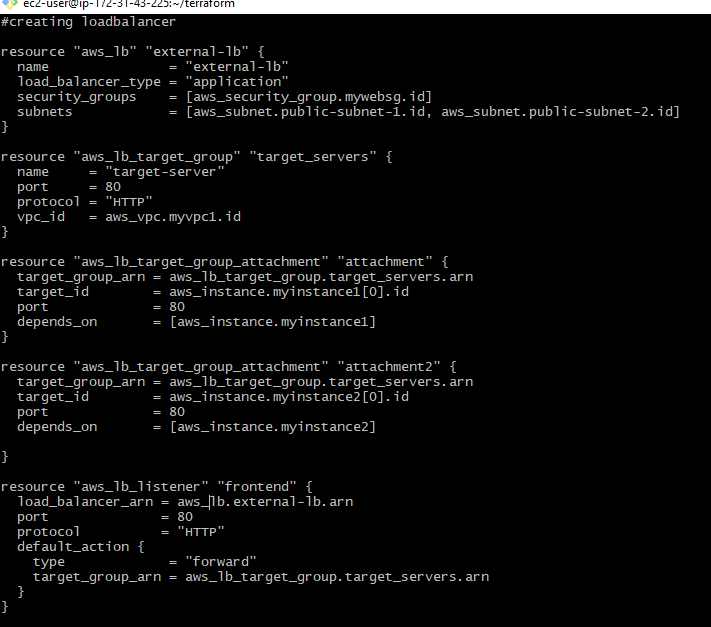 ec2-user@ip-172-31-43-225:~/terraform
#creating loadbalancer
resource "aws_lb" "external-lb" {
  name               = "external-lb"
  load_balancer_type = "application"
  security_groups    = [aws_security_group.mywebsg.id]
  subnets            = [aws_subnet.public-subnet-1.id, aws_subnet.public-subnet-2.id]
}
resource "aws_lb_target_group" "target_servers" {
  name     = "target-server"
  port     = 80
  protocol = "HTTP"
  vpc_id   = aws_vpc.myvpc1.id
}
resource "aws_lb_target_group_attachment" "attachment" {
  target_group_arn = aws_lb_target_group.target_servers.arn
  target_id        = aws_instance.myinstance1[0].id
  port             = 80
  depends_on       = [aws_instance.myinstance1]
}
resource "aws_lb_target_group_attachment" "attachment2" {
  target_group_arn = aws_lb_target_group.target_servers.arn
  target_id        = aws_instance.myinstance2[0].id
  port             = 80
  depends_on       = [aws_instance.myinstance2]
}
resource "aws_lb_listener" "frontend" {
  load_balancer_arn = aws_lb.external-lb.arn
  port              = 80
  protocol          = "HTTP"
  default_action {
    type             = "forward"
    target_group_arn = aws_lb_target_group.target_servers.arn
  }
}